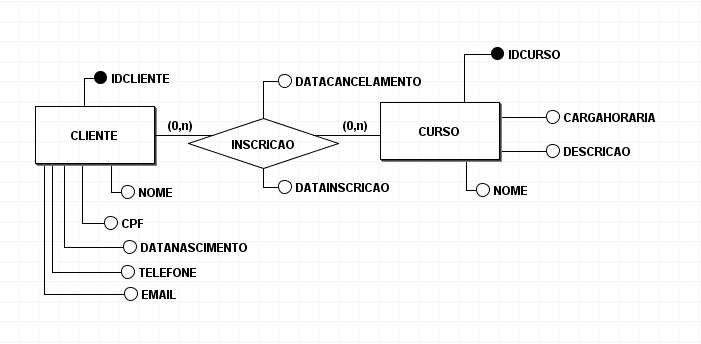 IDCURSO
IDCLIENTE
DATACANCELAMENTO
CARGAHORARIA
(0,n)
(0,n)
CLIENTE
CURSO
INSCRICAO
DESCRICAO
DATAINSCRICAO
NOME
NOME
CPF
DATANASCIMENTO
TELEFONE
EMAIL